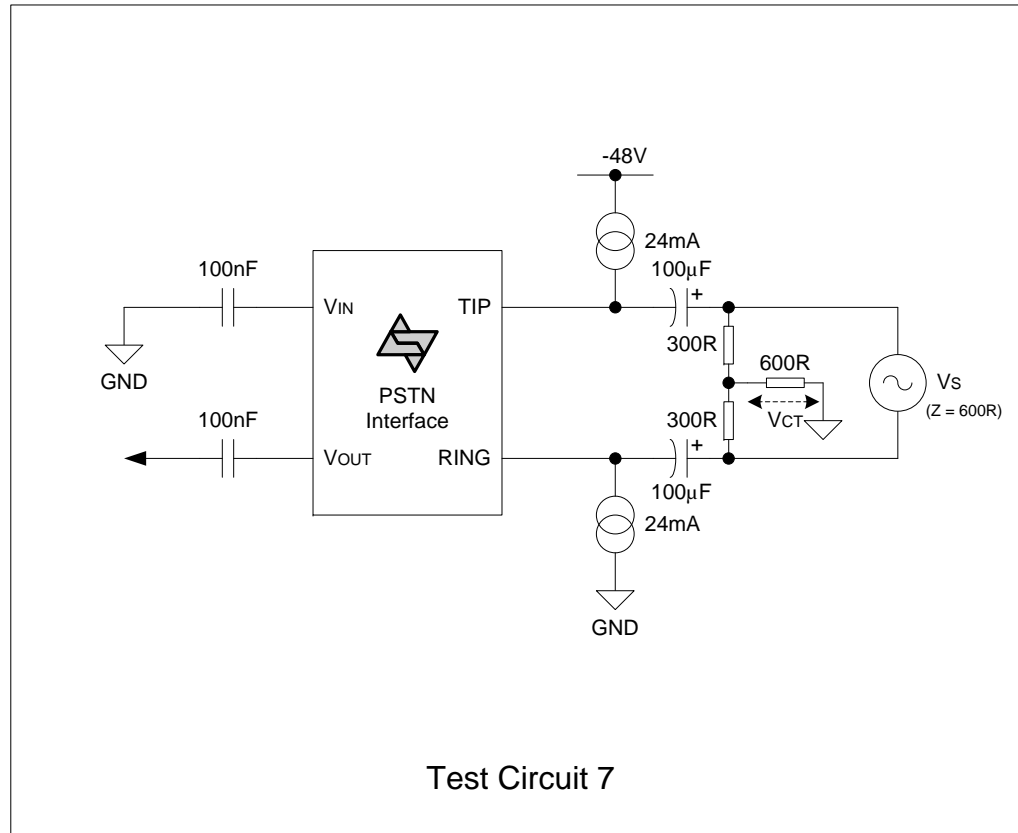 -48V
24mA
100µF
+
100nF
VIN
TIP
GND
PSTN
Interface
300R
600R
VCT
VS
(Z = 600R)
300R
100nF
VOUT
RING
+
100µF
24mA
GND
Test Circuit 7